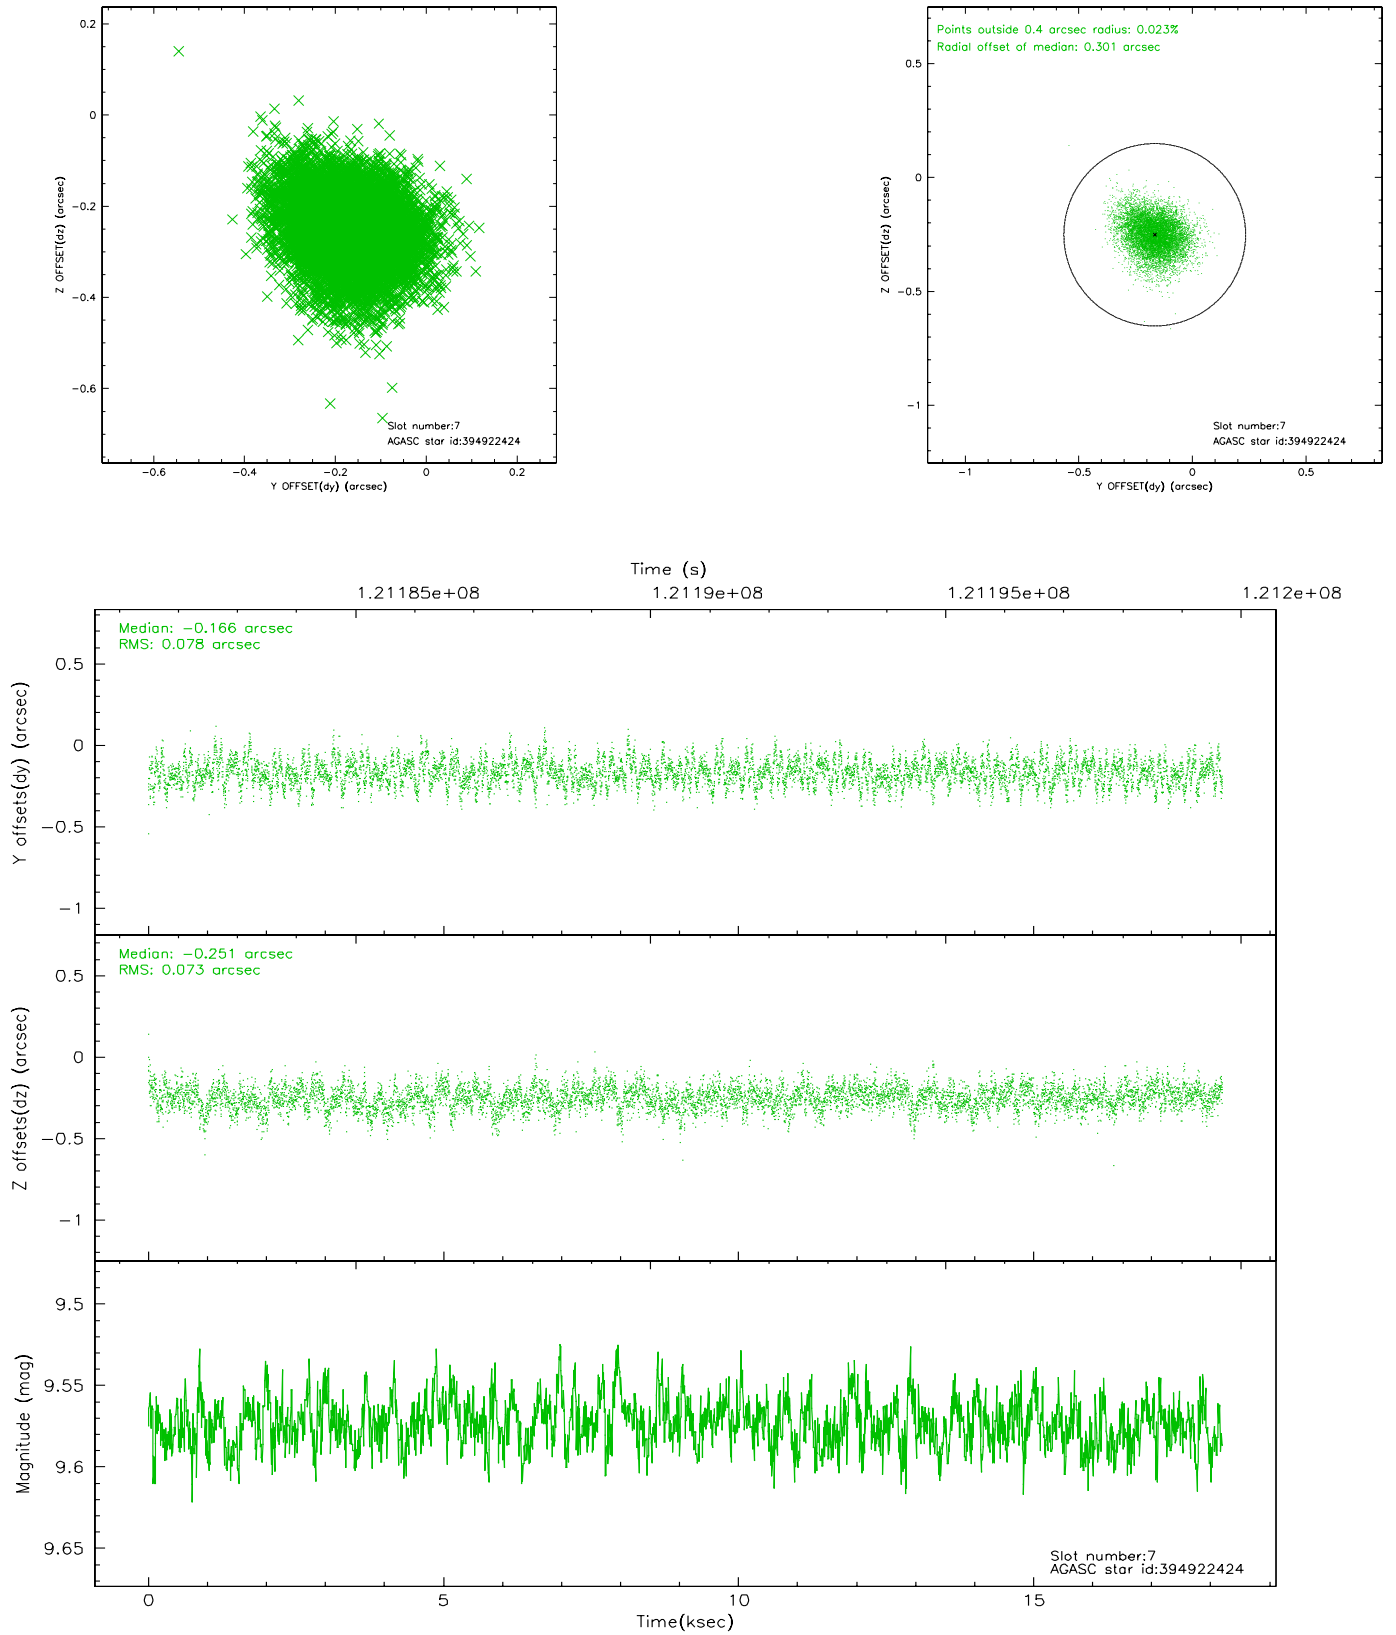 0.2
0
−0.2
−0.4
−0.6
Z OFFSET(dz) (arcsec)
Slot number:7
AGASC star id:394922424
−0.6 −0.4 −0.2 0 0.2
Y OFFSET(dy) (arcsec)
Points outside 0.4 arcsec radius: 0.023%
Radial offset of median: 0.301 arcsec
0.5
0
−0.5
−1
Z OFFSET(dz) (arcsec)
Slot number:7
AGASC star id:394922424
−1 −0.5 0 0.5
Y OFFSET(dy) (arcsec)
Time (s)
1.21185e+08 1.2119e+08 1.21195e+08 1.212e+08
Median: −0.166 arcsec
RMS: 0.078 arcsec
0.5
0
−0.5
−1
Y offsets(dy) (arcsec)
Median: −0.251 arcsec
RMS: 0.073 arcsec
0.5
0
−0.5
−1
Z offsets(dz) (arcsec)
9.5
9.55
9.6
9.65
Magnitude (mag)
Slot number:7
AGASC star id:394922424
0 5 10 15
Time(ksec)